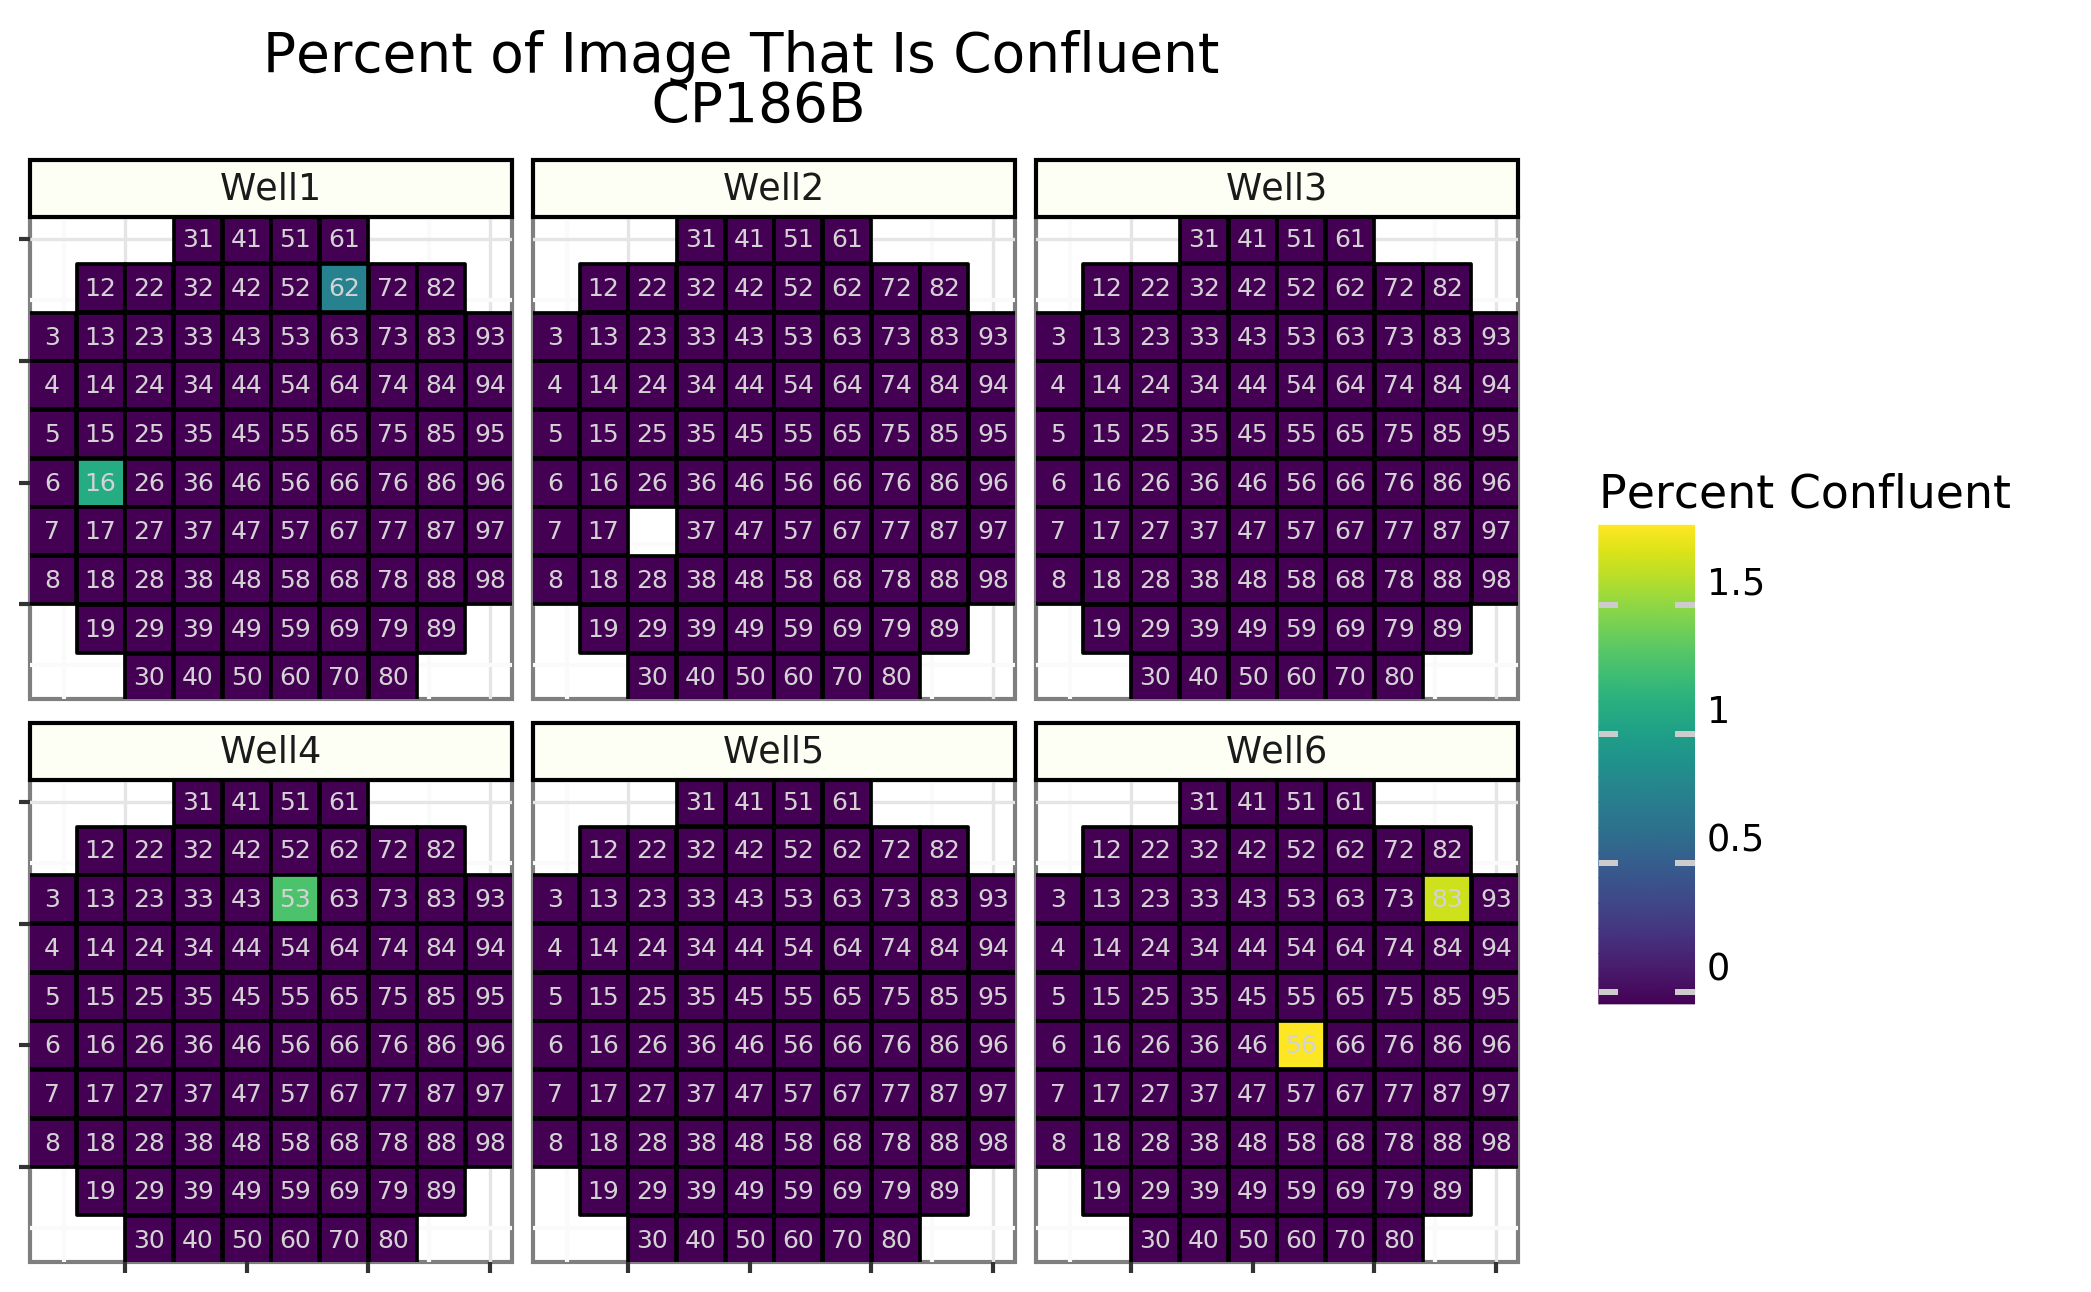 Percent of Image That Is Confluent
CP186B
Well1 Well2 Well3
31 41 51 61 31 41 51 61 31 41 51 61
12 22 32 42 52 62 72 82 12 22 32 42 52 62 72 82 12 22 32 42 52 62 72 82
3 13 23 33 43 53 63 73 83 93 3 13 23 33 43 53 63 73 83 93 3 13 23 33 43 53 63 73 83 93
4 14 24 34 44 54 64 74 84 94 4 14 24 34 44 54 64 74 84 94 4 14 24 34 44 54 64 74 84 94
5 15 25 35 45 55 65 75 85 95 5 15 25 35 45 55 65 75 85 95 5 15 25 35 45 55 65 75 85 95
6 16 26 36 46 56 66 76 86 96 6 16 26 36 46 56 66 76 86 96 6 16 26 36 46 56 66 76 86 96
7 17 27 37 47 57 67 77 87 97 7 17 37 47 57 67 77 87 97 7 17 27 37 47 57 67 77 87 97
8 18 28 38 48 58 68 78 88 98 8 18 28 38 48 58 68 78 88 98 8 18 28 38 48 58 68 78 88 98
19 29 39 49 59 69 79 89 19 29 39 49 59 69 79 89 19 29 39 49 59 69 79 89
30 40 50 60 70 80 30 40 50 60 70 80 30 40 50 60 70 80
Well4 Well5 Well6
31 41 51 61 31 41 51 61 31 41 51 61
12 22 32 42 52 62 72 82 12 22 32 42 52 62 72 82 12 22 32 42 52 62 72 82
3 13 23 33 43 53 63 73 83 93 3 13 23 33 43 53 63 73 83 93 3 13 23 33 43 53 63 73 83 93
4 14 24 34 44 54 64 74 84 94 4 14 24 34 44 54 64 74 84 94 4 14 24 34 44 54 64 74 84 94
5 15 25 35 45 55 65 75 85 95 5 15 25 35 45 55 65 75 85 95 5 15 25 35 45 55 65 75 85 95
6 16 26 36 46 56 66 76 86 96 6 16 26 36 46 56 66 76 86 96 6 16 26 36 46 56 66 76 86 96
7 17 27 37 47 57 67 77 87 97 7 17 27 37 47 57 67 77 87 97 7 17 27 37 47 57 67 77 87 97
8 18 28 38 48 58 68 78 88 98 8 18 28 38 48 58 68 78 88 98 8 18 28 38 48 58 68 78 88 98
19 29 39 49 59 69 79 89 19 29 39 49 59 69 79 89 19 29 39 49 59 69 79 89
30 40 50 60 70 80 30 40 50 60 70 80 30 40 50 60 70 80
Percent Confluent
1.5
1
0.5
0